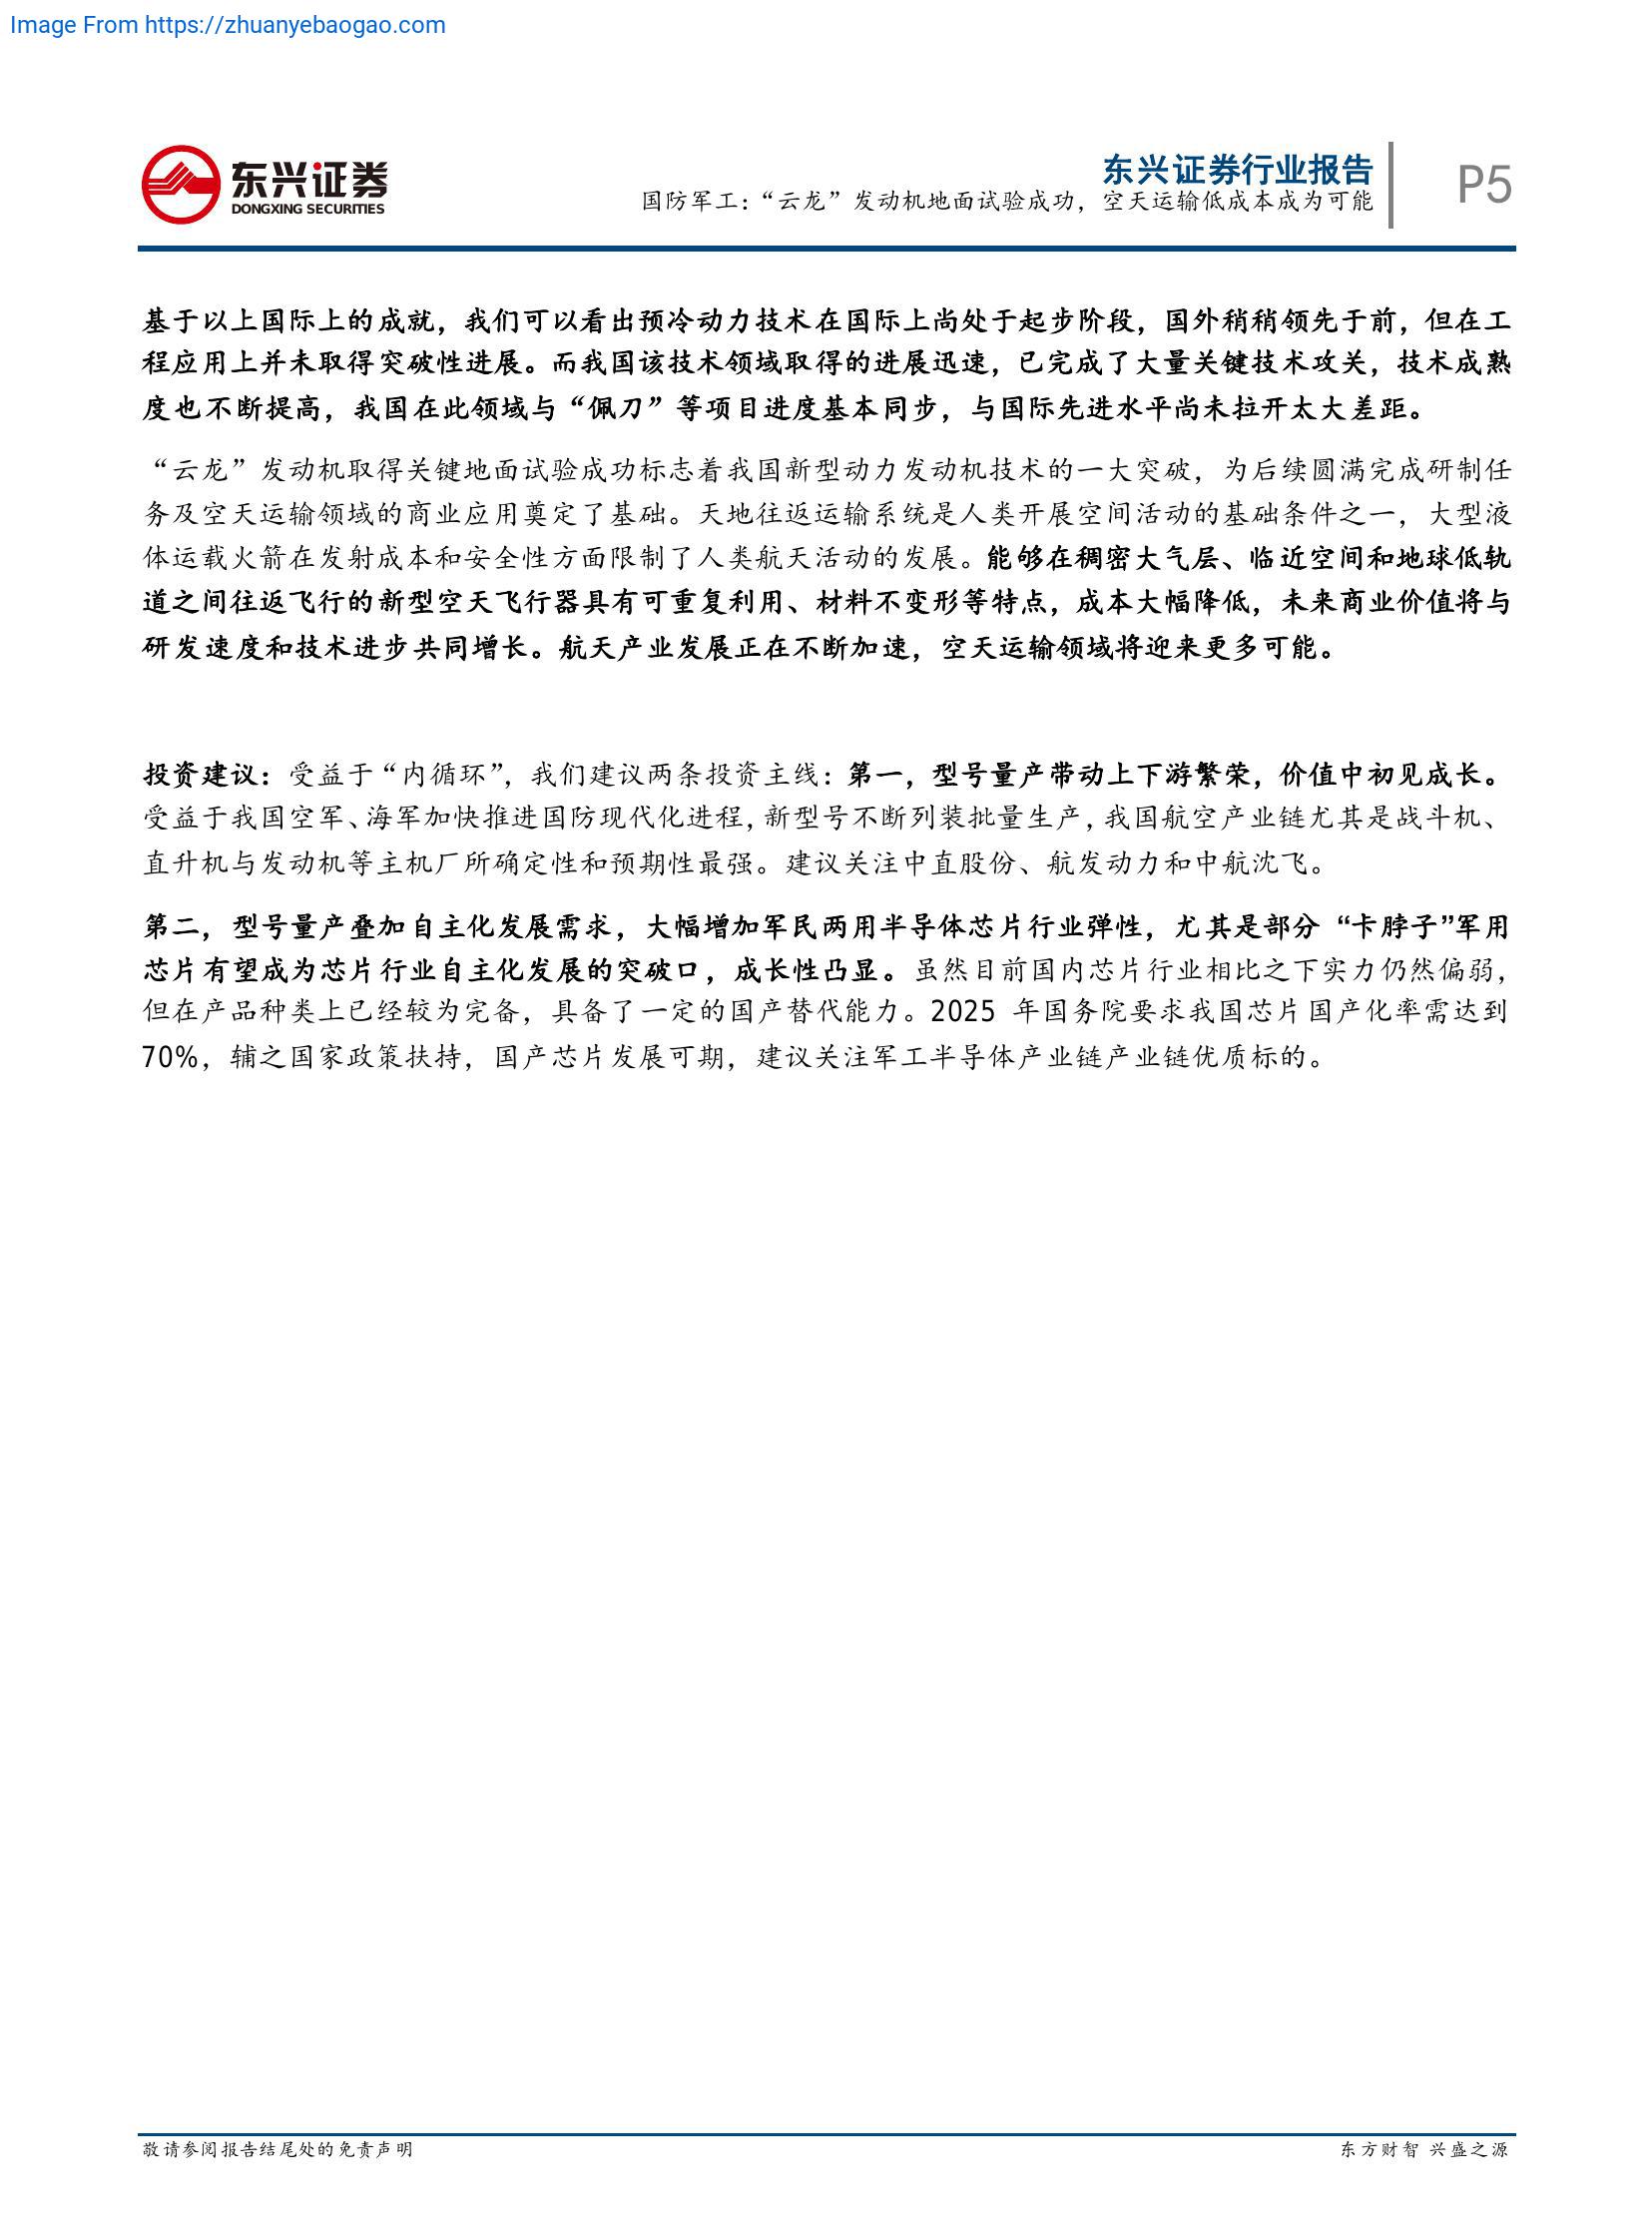 Image From https://zhuanyebaogao.com
东兴证券
DONGXING SECURITIES
东兴证券行业报告
国防军工:“云龙”发动机地面试验成功，空天运输低成本成为可能
P5
基于以上国际上的成就，我们可以看出预冷动力技术在国际上尚处于起步阶段，国外稍稍领先于前，但在工
程应用上并未取得突破性进展。而我国该技术领域取得的进展迅速，已完成了大量关键技术攻关，技术成熟
度也不断提高，我国在此领域与“佩刀”等项目进度基本同步，与国际先进水平尚未拉开太大差距。
“云龙”发动机取得关键地面试验成功标志着我国新型动力发动机技术的一大突破，为后续圆满完成研制任
务及空天运输领域的商业应用奠定了基础。天地往返运输系统是人类开展空间活动的基础条件之一，大型液
体运载火箭在发射成本和安全性方面限制了人类航天活动的发展。能够在稠密大气层、临近空间和地球低轨
道之间往返飞行的新型空天飞行器具有可重复利用、材料不变形等特点，成本大幅降低，未来商业价值将与
研发速度和技术进步共同增长。航天产业发展正在不断加速，空天运输领域将迎来更多可能。
投资建议：受益于“内循环”，我们建议两条投资主线：第一，型号量产带动上下游繁荣，价值中初见成长。
受益于我国空军、海军加快推进国防现代化进程，新型号不断列装批量生产，我国航空产业链尤其是战斗机、
直升机与发动机等主机厂所确定性和预期性最强。建议关注中直股份、航发动力和中航沈飞。
第二，型号量产叠加自主化发展需求，大幅增加军民两用半导体芯片行业弹性，尤其是部分“卡脖子”军用
芯片有望成为芯片行业自主化发展的突破口，成长性凸显。虽然目前国内芯片行业相比之下实力仍然偏弱，
但在产品种类上已经较为完备，具备了一定的国产替代能力。2025 年国务院要求我国芯片国产化率需达到
70%，辅之国家政策扶持，国产芯片发展可期，建议关注军工半导体产业链产业链优质标的。
敬请参阅报告结尾处的免责声明
东方财智 兴盛之源